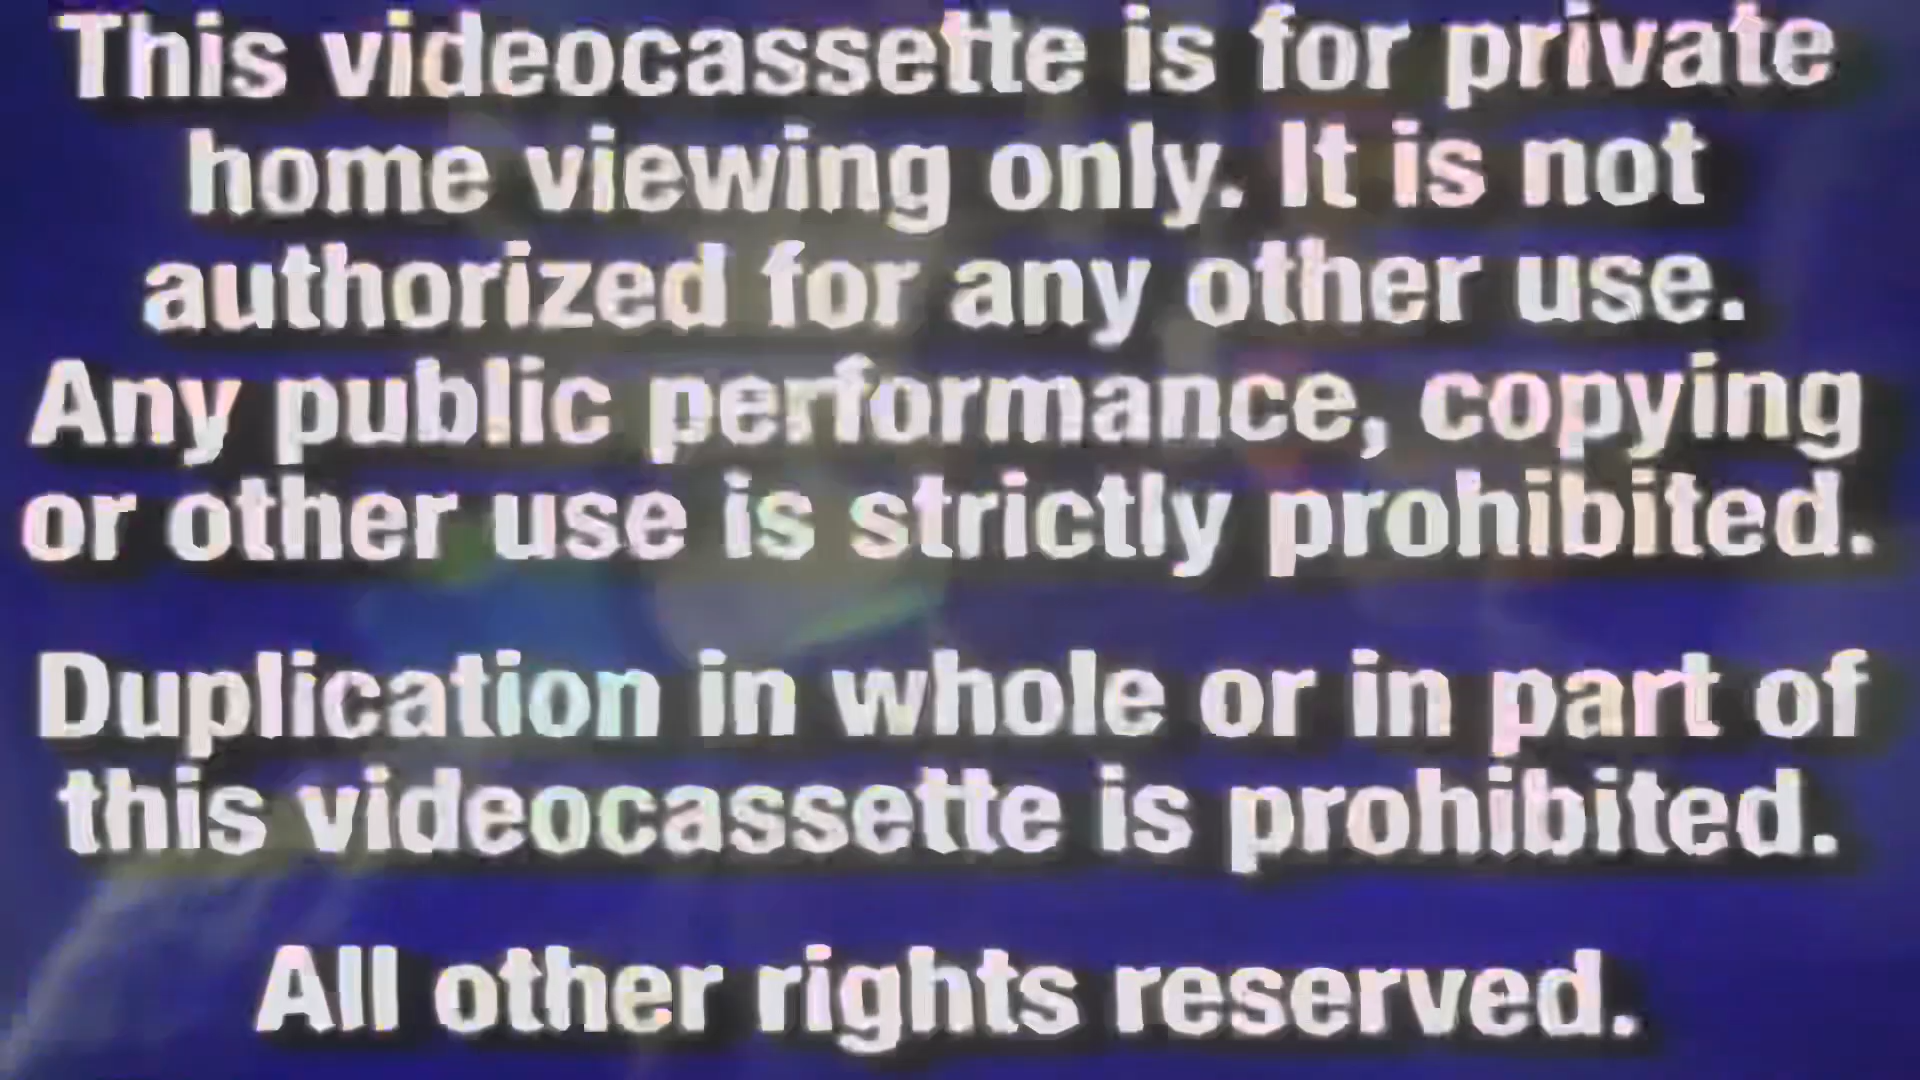 This videocassette is for private
home viewing only. It is not
authorized for any other use.
Any public performance, copying
or other use is strictly prohibited.
Duplication in whole or in part of
this videocassette is prohibited.
All other rights reserved.